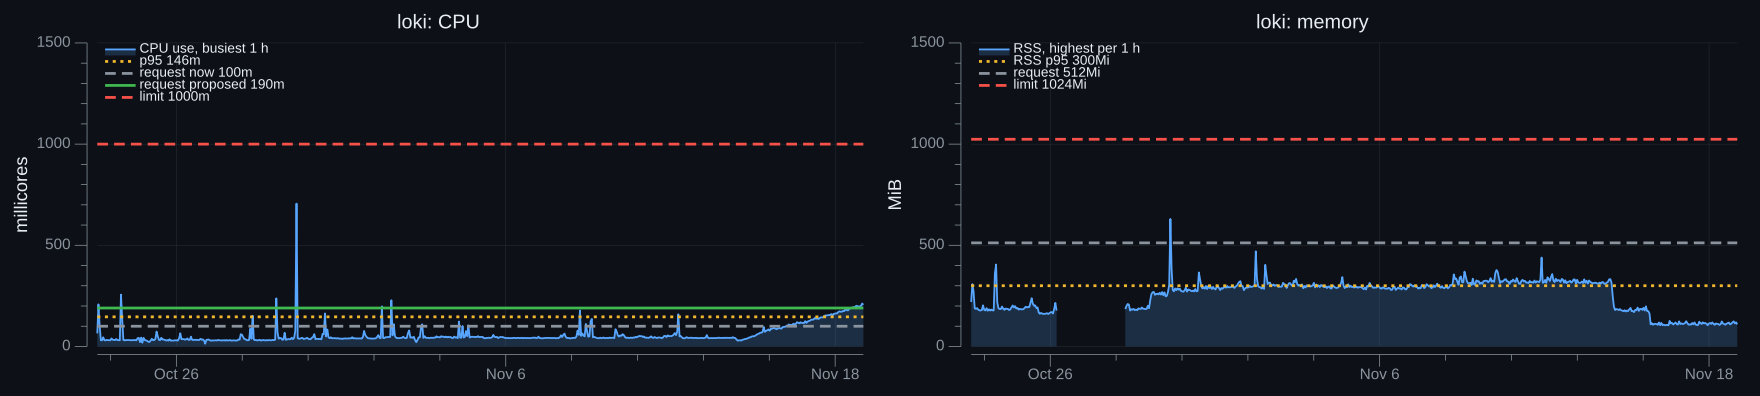 loki: CPU
1500
1000
500
0
millicores
CPU use, busiest 1 h
p95 146m
request now 100m
request proposed 190m
limit 1000m
Oct 26
Nov 6
Nov 18
loki: memory
1500
1000
500
0
MiB
RSS, highest per 1 h
RSS p95 300Mi
request 512Mi
limit 1024Mi
Oct 26
Nov 6
Nov 18